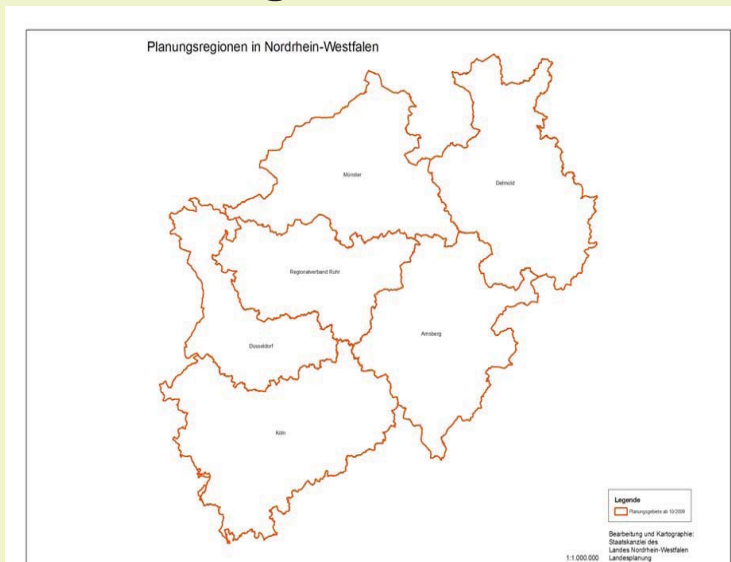 Planungsregionen in Nordrhein-Westfalen
Münster
Detmold
Regionalverband Ruhr
Arnsberg
Düsseldorf
Köln
Legende
Planungsgebiete ab 10/2009
Bearbeitung und Kartographie:
Staatskanzlei des
Landes Nordrhein-Westfalen
1:1.000.000 Landesplanung